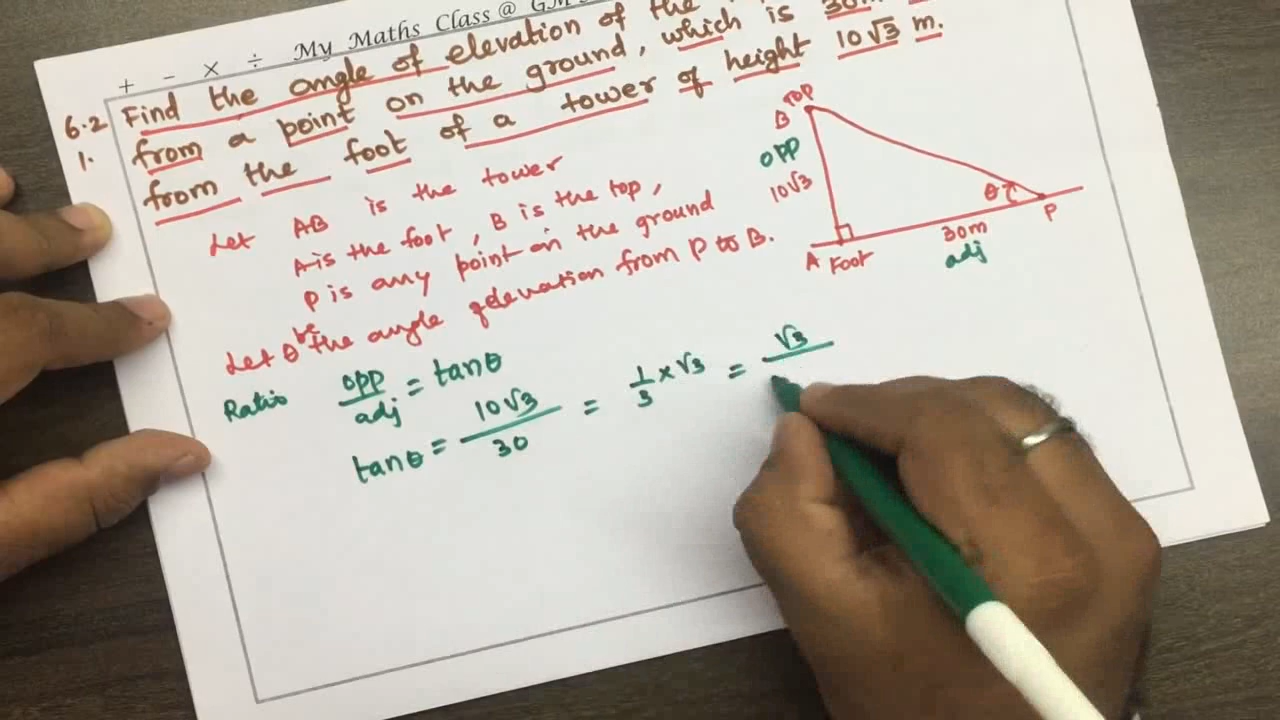 + - × ÷ My Maths Class @ GM
6.2 Find the angle of elevation of the
1. from a point on the ground, which is 30m
from the foot of a tower of height 10√3 m.
Let AB is the tower
A is the foot, B is the top,
P is any point on the ground
Let θ be the angle of elevation from P to B.
Ratio opp/adj = tanθ
tanθ = 10√3/30 = 1/3 × √3 = √3
TOP
B
OPP
10√3
θ
P
30m
A Foot
adj